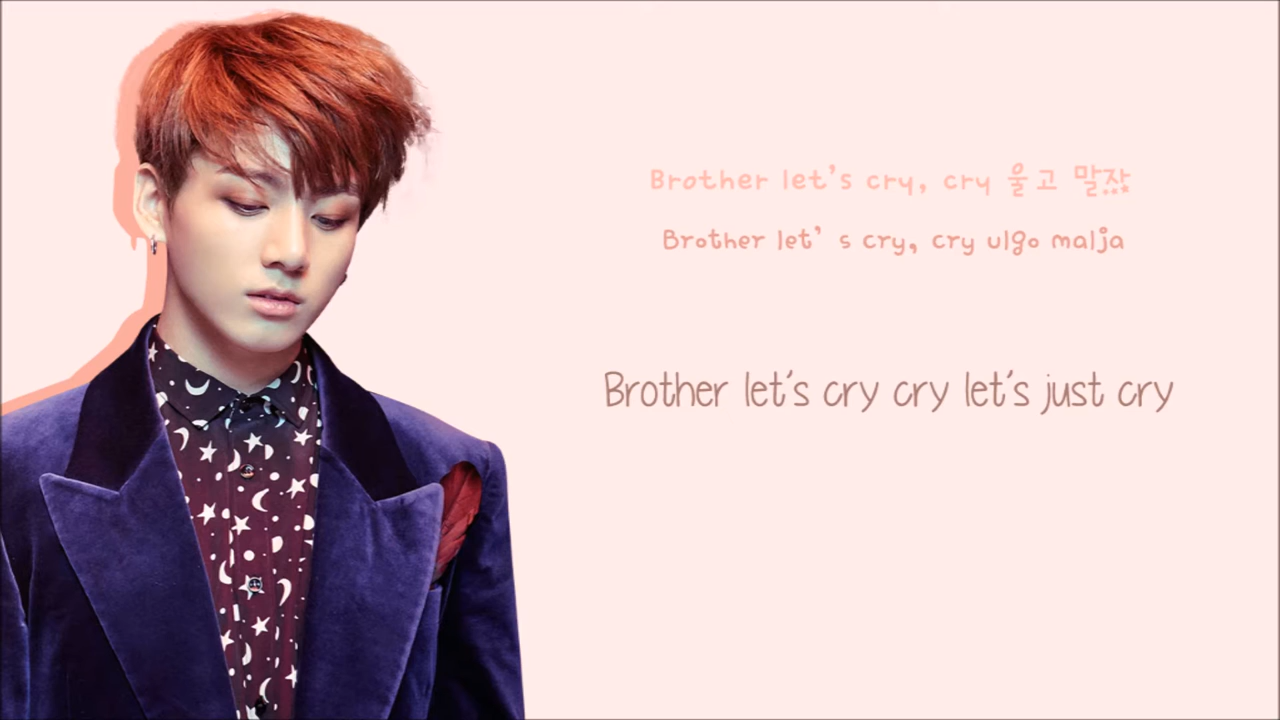 Brother let's cry, cry 울고 말자
Brother let' s cry, cry ulgo malja
Brother let's cry cry let's just cry